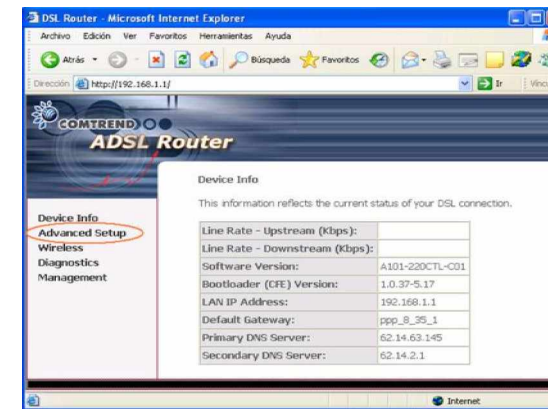 DSL Router - Microsoft Internet Explorer
Archivo Edición Ver Favoritos Herramientas Ayuda
Atrás Búsqueda Favoritos
Dirección http://192.168.1.1/ Ir Vínc
COMTREND
ADSL Router
Device Info
Advanced Setup
Wireless
Diagnostics
Management
Device Info
This information reflects the current status of your DSL connection.
Line Rate - Upstream (Kbps):
Line Rate - Downstream (Kbps):
Software Version: A101-220CTL-C01
Bootloader (CFE) Version: 1.0.37-5.17
LAN IP Address: 192.168.1.1
Default Gateway: ppp_8_35_1
Primary DNS Server: 62.14.63.145
Secondary DNS Server: 62.14.2.1
Internet